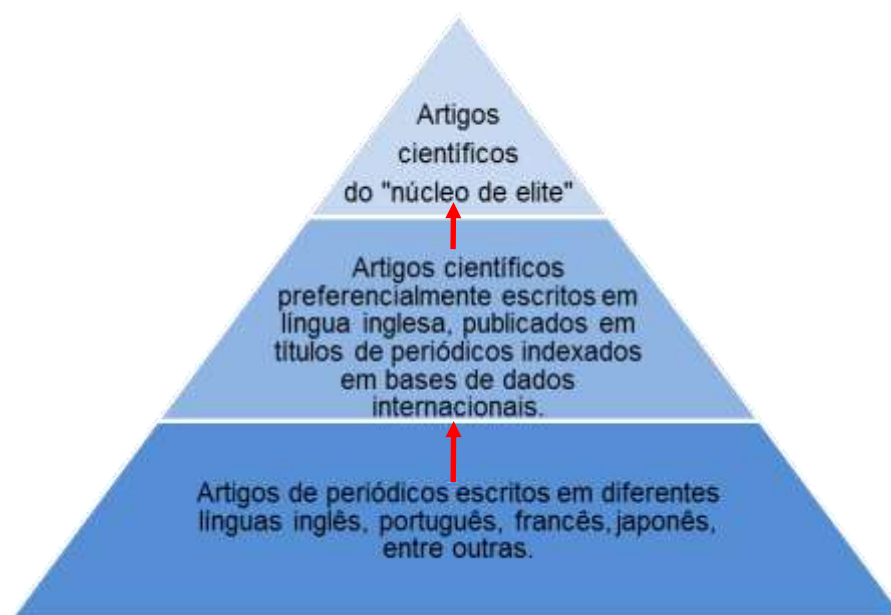 Artigos
científicos
do "núcleo de elite"
Artigos científicos
preferencialmente escritos em
língua inglesa, publicados em
títulos de periódicos indexados
em bases de dados
internacionais.
Artigos de periódicos escritos em diferentes
línguas inglês, português, francês, japonês,
entre outras.